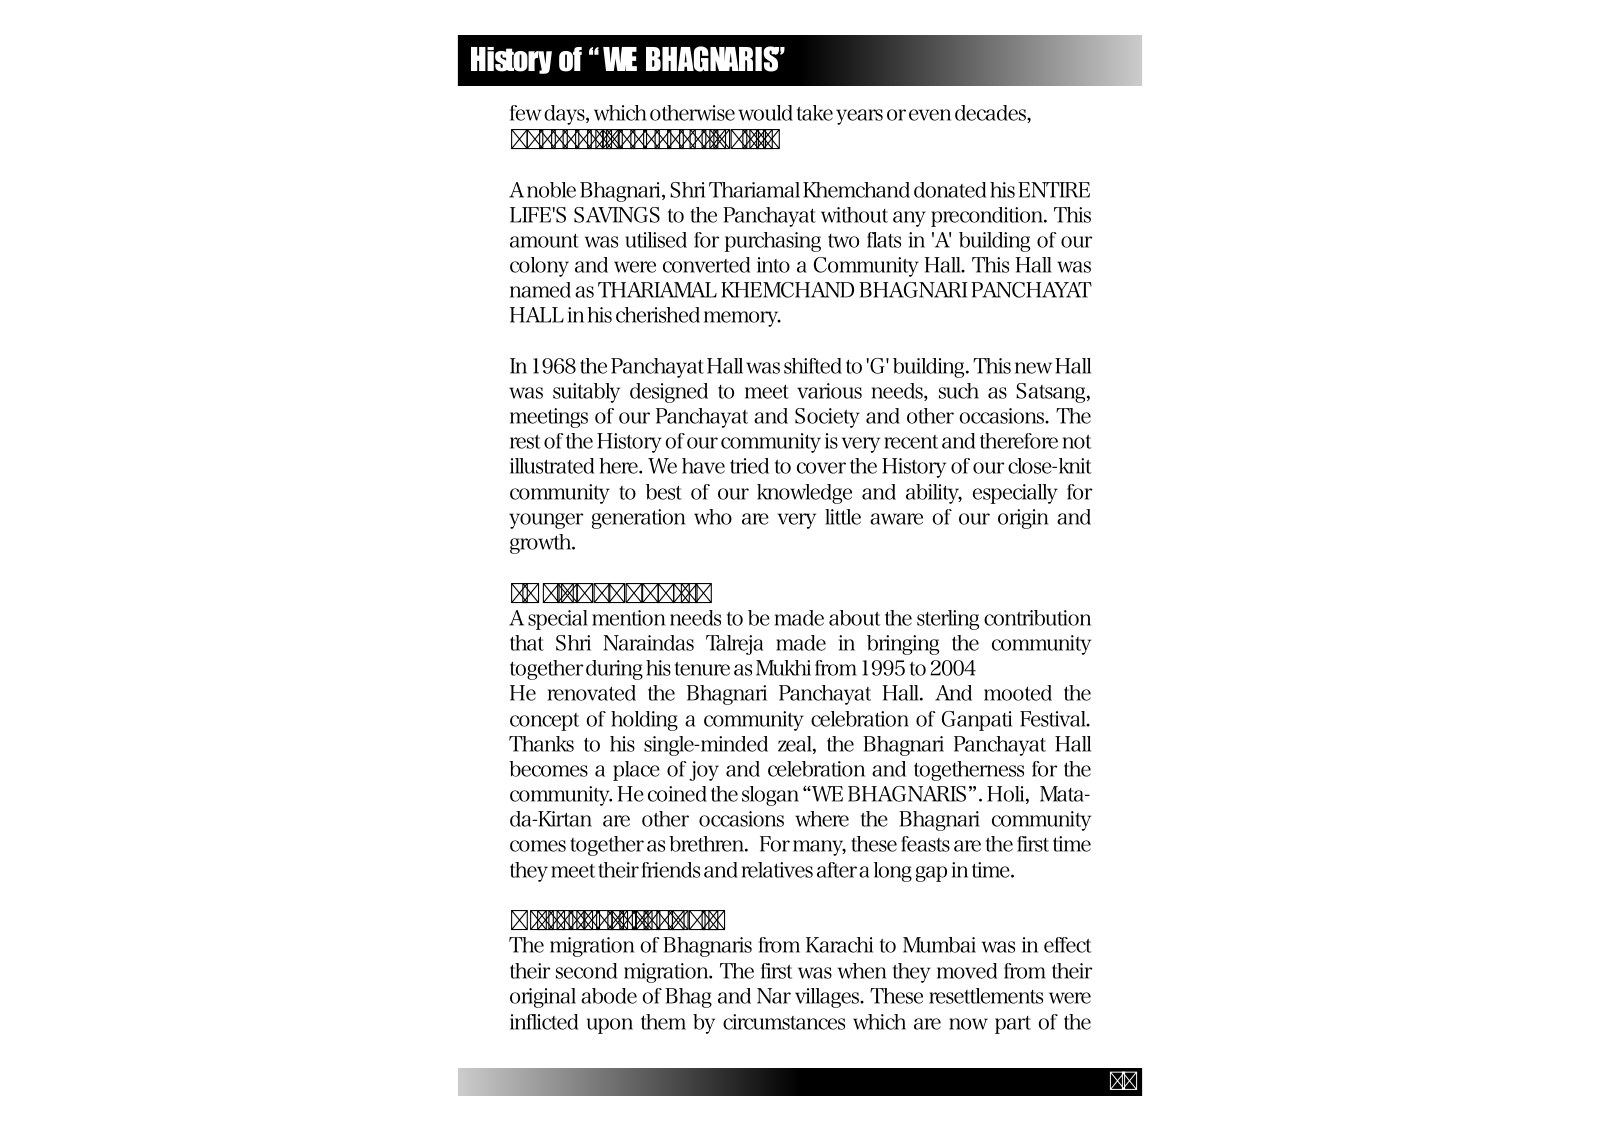 History of “WE BHAGNARIS”
few days, which otherwise would take years or even decades,
A noble Bhagnari, Shri Thariamal Khemchand donated his ENTIRE
LIFE'S SAVINGS to the Panchayat without any precondition. This
amount was utilised for purchasing two flats in 'A' building of our
colony and were converted into a Community Hall. This Hall was
named as THARIAMAL KHEMCHAND BHAGNARI PANCHAYAT
HALL in his cherished memory.
In 1968 the Panchayat Hall was shifted to 'G' building. This new Hall
was suitably designed to meet various needs, such as Satsang,
meetings of our Panchayat and Society and other occasions. The
rest of the History of our community is very recent and therefore not
illustrated here. We have tried to cover the History of our close-knit
community to best of our knowledge and ability, especially for
younger generation who are very little aware of our origin and
growth.
A special mention needs to be made about the sterling contribution
that Shri Naraindas Talreja made in bringing the community
together during his tenure as Mukhi from 1995 to 2004
He renovated the Bhagnari Panchayat Hall. And mooted the
concept of holding a community celebration of Ganpati Festival.
Thanks to his single-minded zeal, the Bhagnari Panchayat Hall
becomes a place of joy and celebration and togetherness for the
community. He coined the slogan “WE BHAGNARIS”. Holi, Mata-
da-Kirtan are other occasions where the Bhagnari community
comes together as brethren. For many, these feasts are the first time
they meet their friends and relatives after a long gap in time.
The migration of Bhagnaris from Karachi to Mumbai was in effect
their second migration. The first was when they moved from their
original abode of Bhag and Nar villages. These resettlements were
inflicted upon them by circumstances which are now part of the